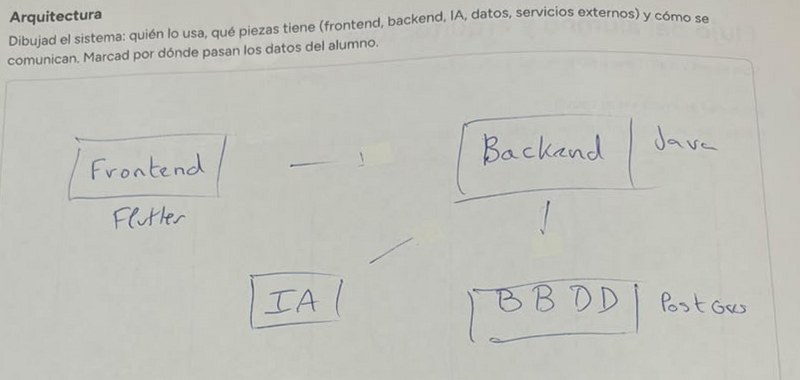 Arquitectura
Dibujad el sistema: quién lo usa, qué piezas tiene (frontend, backend, IA, datos, servicios externos) y cómo se
comunican. Marcad por dónde pasan los datos del alumno.
Frontend
Flutter
Backend
Java
IA
BBDD